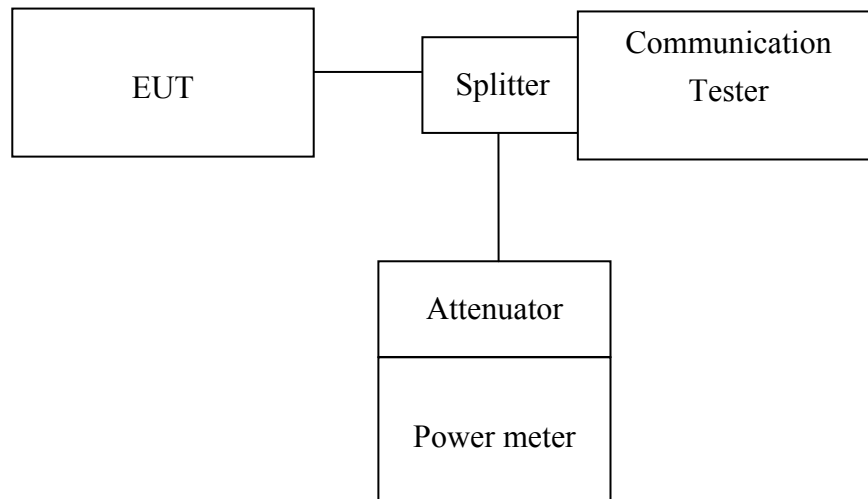 EUT
Splitter
Communication
Tester
Attenuator
Power meter